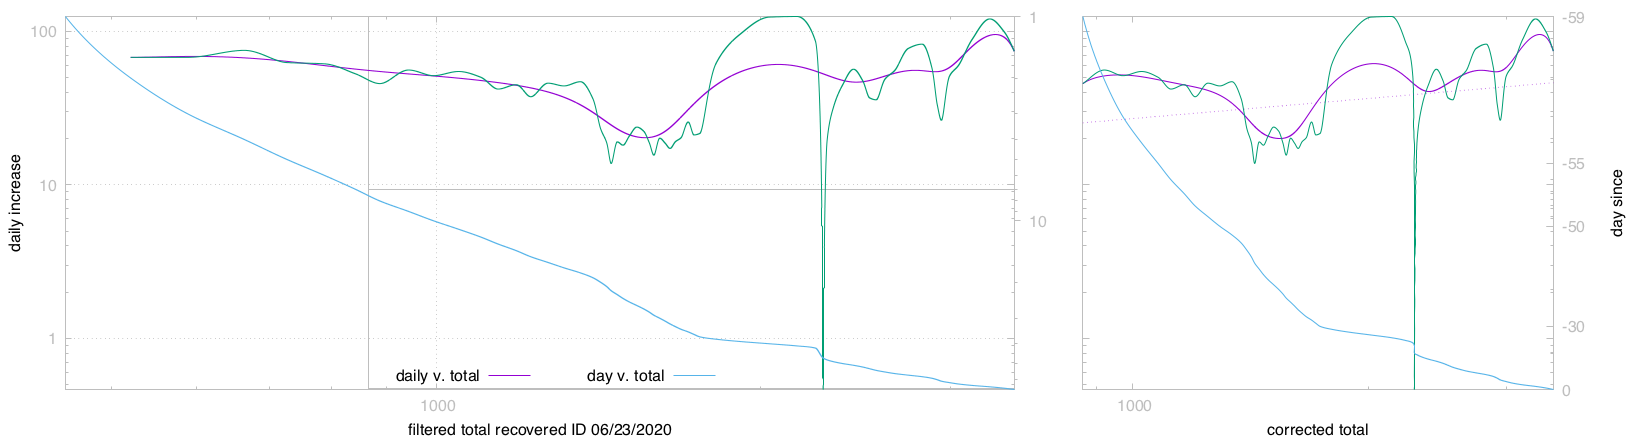 100
10
1
daily increase
1
10
daily v. total
day v. total
1000
filtered total recovered ID 06/23/2020
-59
-55
-50
-30
0
day since
1000
corrected total